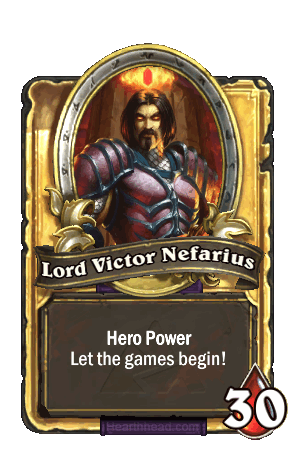 Lord Victor Nefarius
Hero Power
Let the games begin!
30
Hearthhead.com